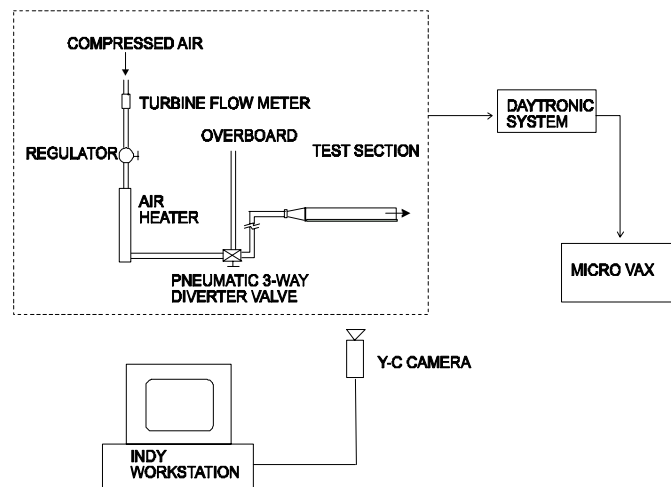 COMPRESSED AIR
TURBINE FLOW METER
OVERBOARD
REGULATOR
TEST SECTION
AIR
HEATER
PNEUMATIC 3-WAY
DIVERTER VALVE
DAYTRONIC
SYSTEM
MICRO VAX
Y-C CAMERA
INDY
WORKSTATION